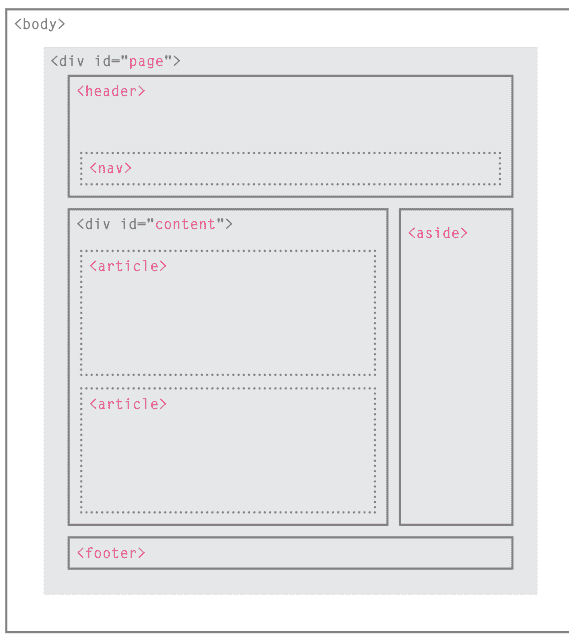 <body>
<div id="page">
<header>
<nav>
<div id="content">
<aside>
<article>
<article>
<footer>